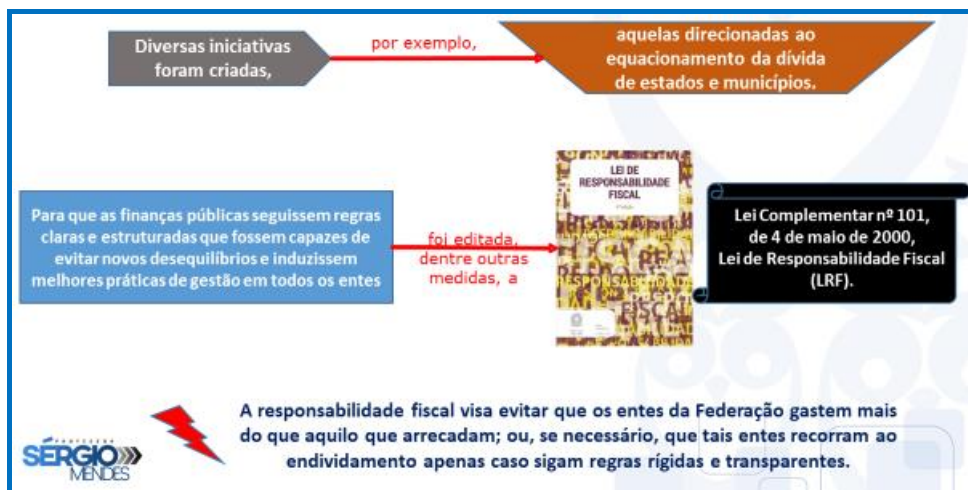 Diversas iniciativas
foram criadas,
por exemplo,
aquelas direcionadas ao
equacionamento da dívida
de estados e municípios.
Para que as finanças públicas seguissem regras
claras e estruturadas que fossem capazes de
evitar novos desequilíbrios e induzissem
melhores práticas de gestão em todos os entes
foi editada,
dentre outras
medidas, a
LEI DE
RESPONSABILIDADE
FISCAL
Lei Complementar nº 101,
de 4 de maio de 2000,
Lei de Responsabilidade Fiscal
(LRF).
A responsabilidade fiscal visa evitar que os entes da Federação gastem mais
do que aquilo que arrecadam; ou, se necessário, que tais entes recorram ao
endividamento apenas caso sigam regras rígidas e transparentes.
PROFESSOR
SÉRGIO
MENDES